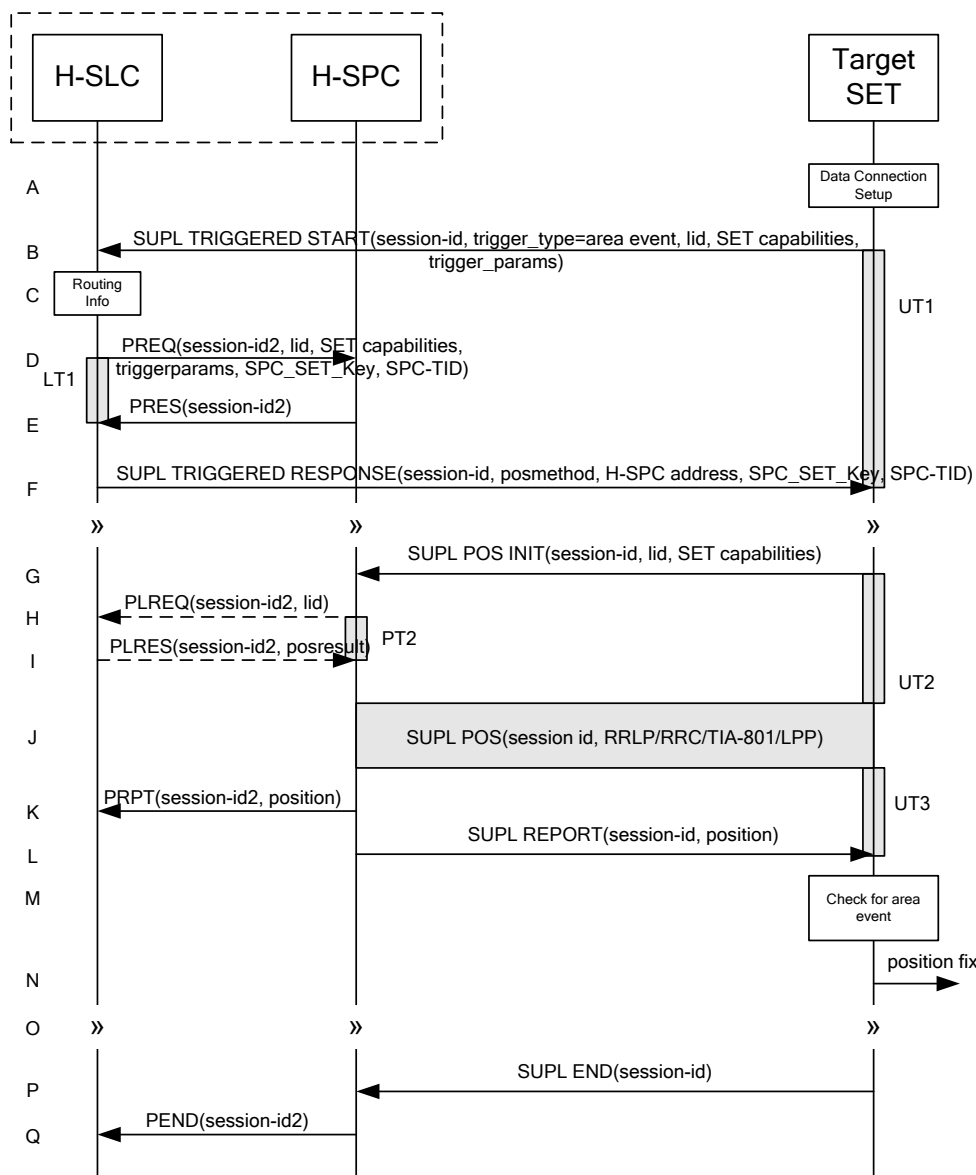 H-SLC
H-SPC
Target
SET
A
Data Connection
Setup
B
SUPL TRIGGERED START(session-id, trigger_type=area event, lid, SET capabilities,
trigger_params)
C
Routing
Info
UT1
D
PREQ(session-id2, lid, SET capabilities,
triggerparams, SPC_SET_Key, SPC-TID)
LT1
E
PRES(session-id2)
F
SUPL TRIGGERED RESPONSE(session-id, posmethod, H-SPC address, SPC_SET_Key, SPC-TID)
» » »
G
SUPL POS INIT(session-id, lid, SET capabilities)
H
PLREQ(session-id2, lid)
PT2
I
PLRES(session-id2, posresult)
UT2
J
SUPL POS(session id, RRLP/RRC/TIA-801/LPP)
K
PRPT(session-id2, position)
UT3
L
SUPL REPORT(session-id, position)
M
Check for area
event
N
position fix
O
» » »
P
SUPL END(session-id)
Q
PEND(session-id2)